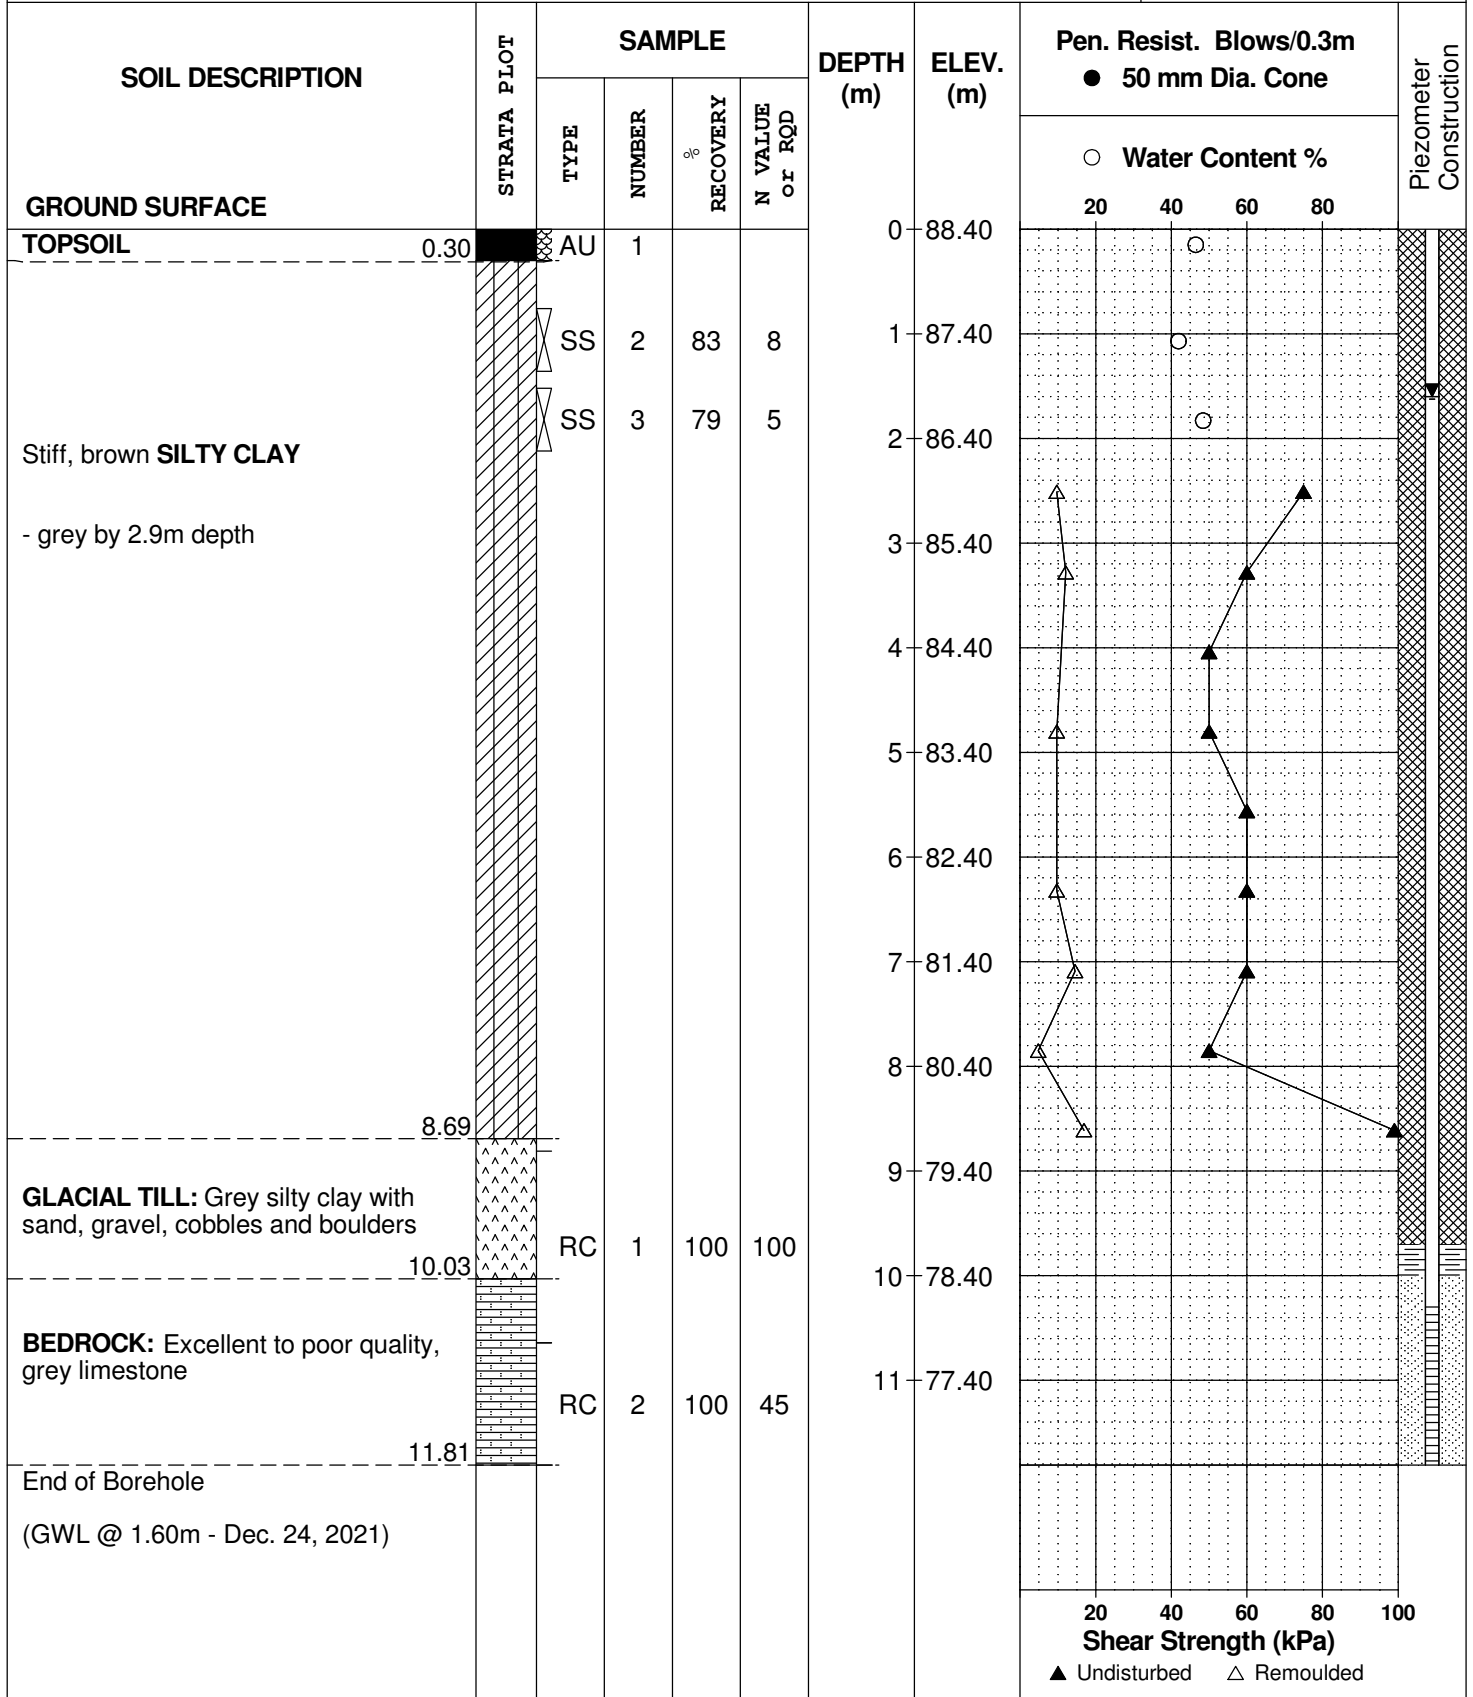 SOIL DESCRIPTION
GROUND SURFACE
STRATA PLOT
SAMPLE
TYPE
NUMBER
%
RECOVERY
N VALUE
or RQD
DEPTH
(m)
ELEV.
(m)
Pen. Resist. Blows/0.3m
● 50 mm Dia. Cone
○ Water Content %
20 40 60 80
Piezometer
Construction
TOPSOIL 0.30
AU 1
0 88.40
SS 2 83 8
1 87.40
SS 3 79 5
2 86.40
Stiff, brown SILTY CLAY
- grey by 2.9m depth
3 85.40
4 84.40
5 83.40
6 82.40
7 81.40
8 80.40
8.69
9 79.40
GLACIAL TILL: Grey silty clay with
sand, gravel, cobbles and boulders
RC 1 100 100
10.03
10 78.40
BEDROCK: Excellent to poor quality,
grey limestone
11 77.40
RC 2 100 45
11.81
End of Borehole
(GWL @ 1.60m - Dec. 24, 2021)
20 40 60 80 100
Shear Strength (kPa)
▲ Undisturbed △ Remoulded